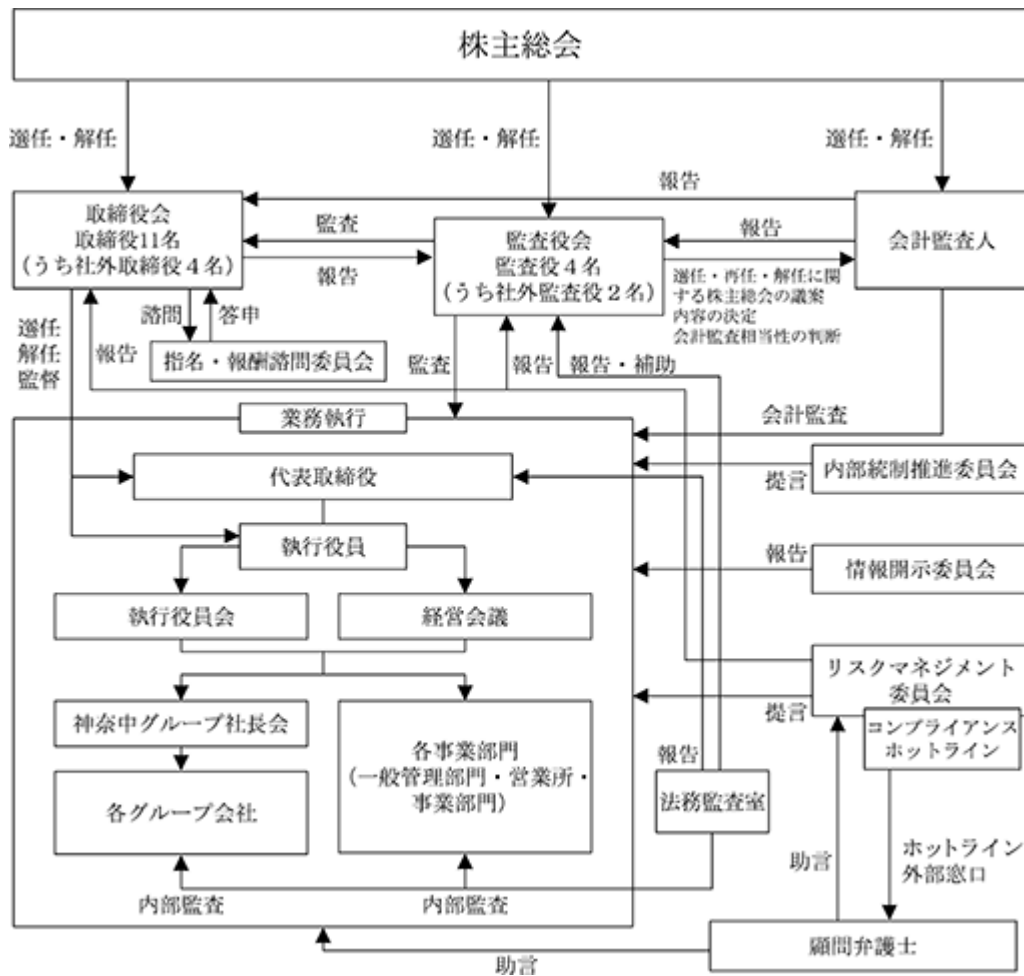 株主総会
選任・解任
選任・解任
選任・解任
報告
取締役会
取締役11名
（うち社外取締役４名）
監査
報告
監査役会
監査役４名
（うち社外監査役２名）
報告
会計監査人
選任・再任・解任に関
する株主総会の議案
内容の決定
会計監査相当性の判断
諮問
答申
選任
解任
監督
報告
指名・報酬諮問委員会
監査
報告
報告・補助
会計監査
業務執行
代表取締役
提言
内部統制推進委員会
執行役員
報告
情報開示委員会
執行役員会
経営会議
リスクマネジメント
委員会
提言
コンプライアンス
ホットライン
神奈中グループ社長会
各事業部門
（一般管理部門・営業所・
事業部門）
各グループ会社
報告
法務監査室
助言
ホットライン
外部窓口
内部監査
内部監査
顧問弁護士
助言